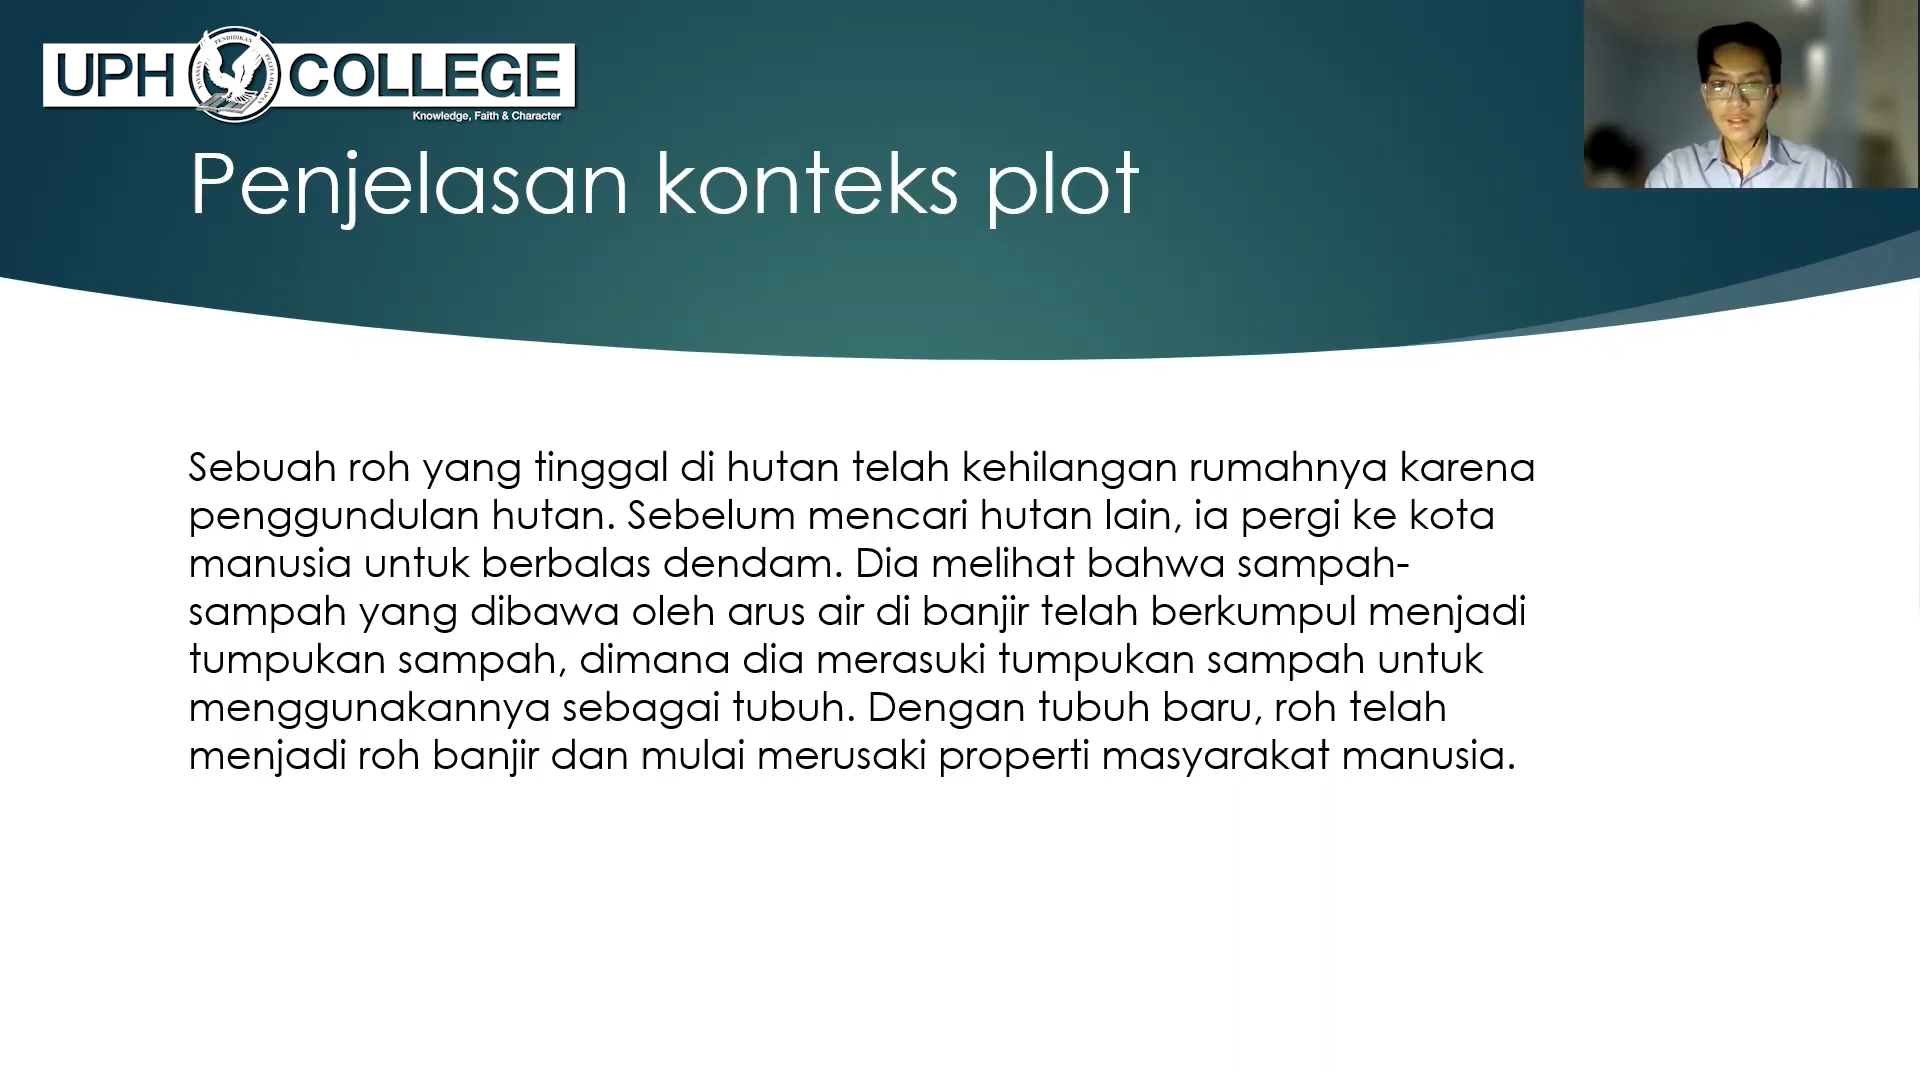 UPH COLLEGE
Knowledge, Faith & Character
Penjelasan konteks plot
Sebuah roh yang tinggal di hutan telah kehilangan rumahnya karena
penggundulan hutan. Sebelum mencari hutan lain, ia pergi ke kota
manusia untuk berbalas dendam. Dia melihat bahwa sampah-
sampah yang dibawa oleh arus air di banjir telah berkumpul menjadi
tumpukan sampah, dimana dia merasuki tumpukan sampah untuk
menggunakannya sebagai tubuh. Dengan tubuh baru, roh telah
menjadi roh banjir dan mulai merusaki properti masyarakat manusia.